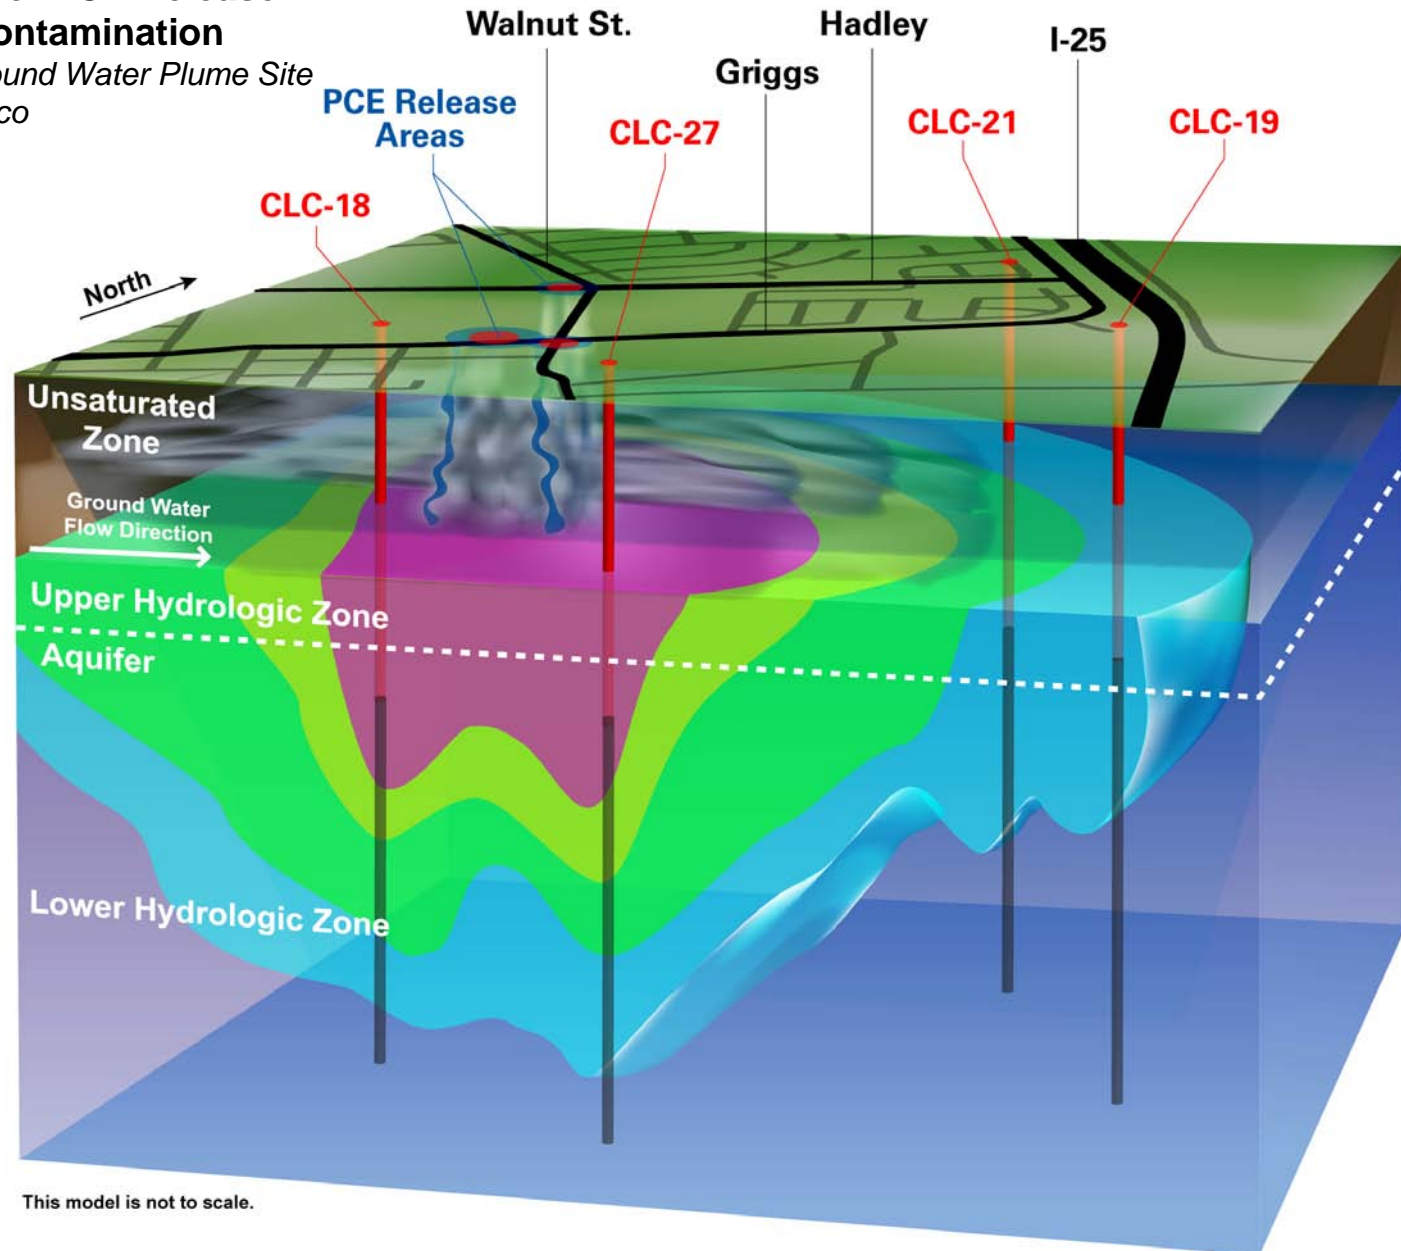 ontamination
ound Water Plume Site
co
Walnut St.
Hadley
Griggs
I-25
PCE Release
Areas
CLC-27
CLC-21
CLC-19
CLC-18
North
Unsaturated
Zone
Ground Water
Flow Direction
Upper Hydrologic Zone
Aquifer
Lower Hydrologic Zone
This model is not to scale.